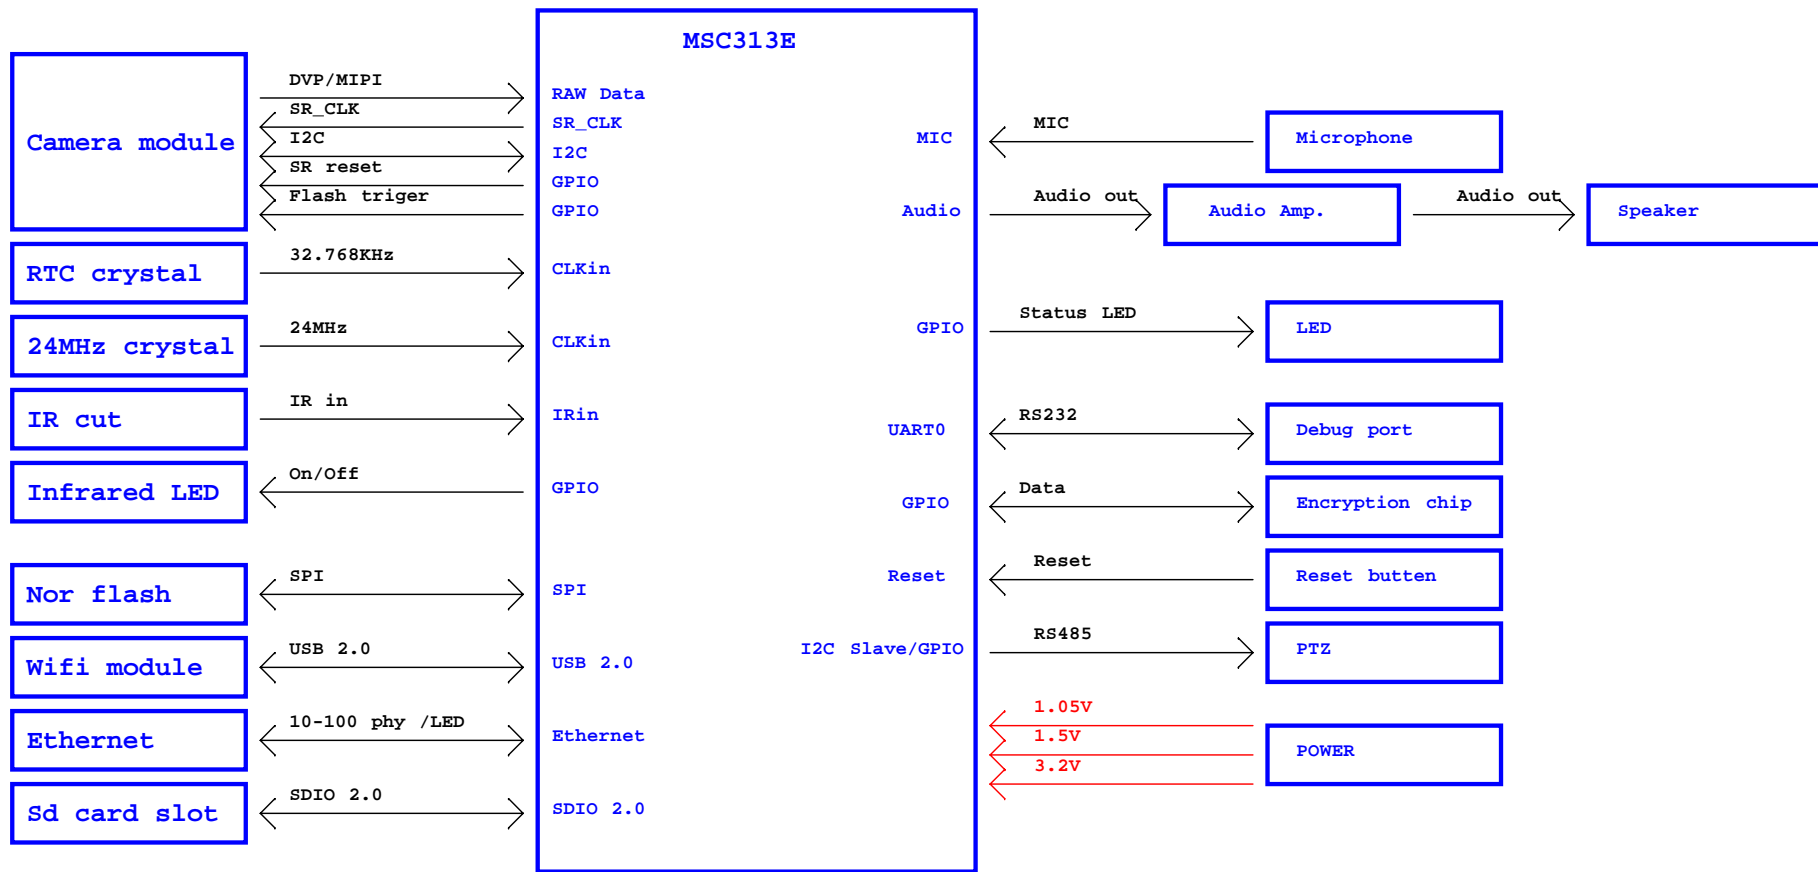 MSC313E
Camera module
DVP/MIPI
RAW Data
SR_CLK
SR_CLK
I2C
I2C
SR reset
GPIO
Flash triger
GPIO
RTC crystal
32.768KHz
CLKin
24MHz crystal
24MHz
CLKin
IR cut
IR in
IRin
Infrared LED
On/Off
GPIO
Nor flash
SPI
SPI
Wifi module
USB 2.0
USB 2.0
Ethernet
10-100 phy /LED
Ethernet
Sd card slot
SDIO 2.0
SDIO 2.0
MIC
MIC
Microphone
Audio
Audio out
Audio Amp.
Audio out
Speaker
GPIO
Status LED
LED
UART0
RS232
Debug port
GPIO
Data
Encryption chip
Reset
Reset
Reset butten
I2C Slave/GPIO
RS485
PTZ
1.05V
1.5V
3.2V
POWER